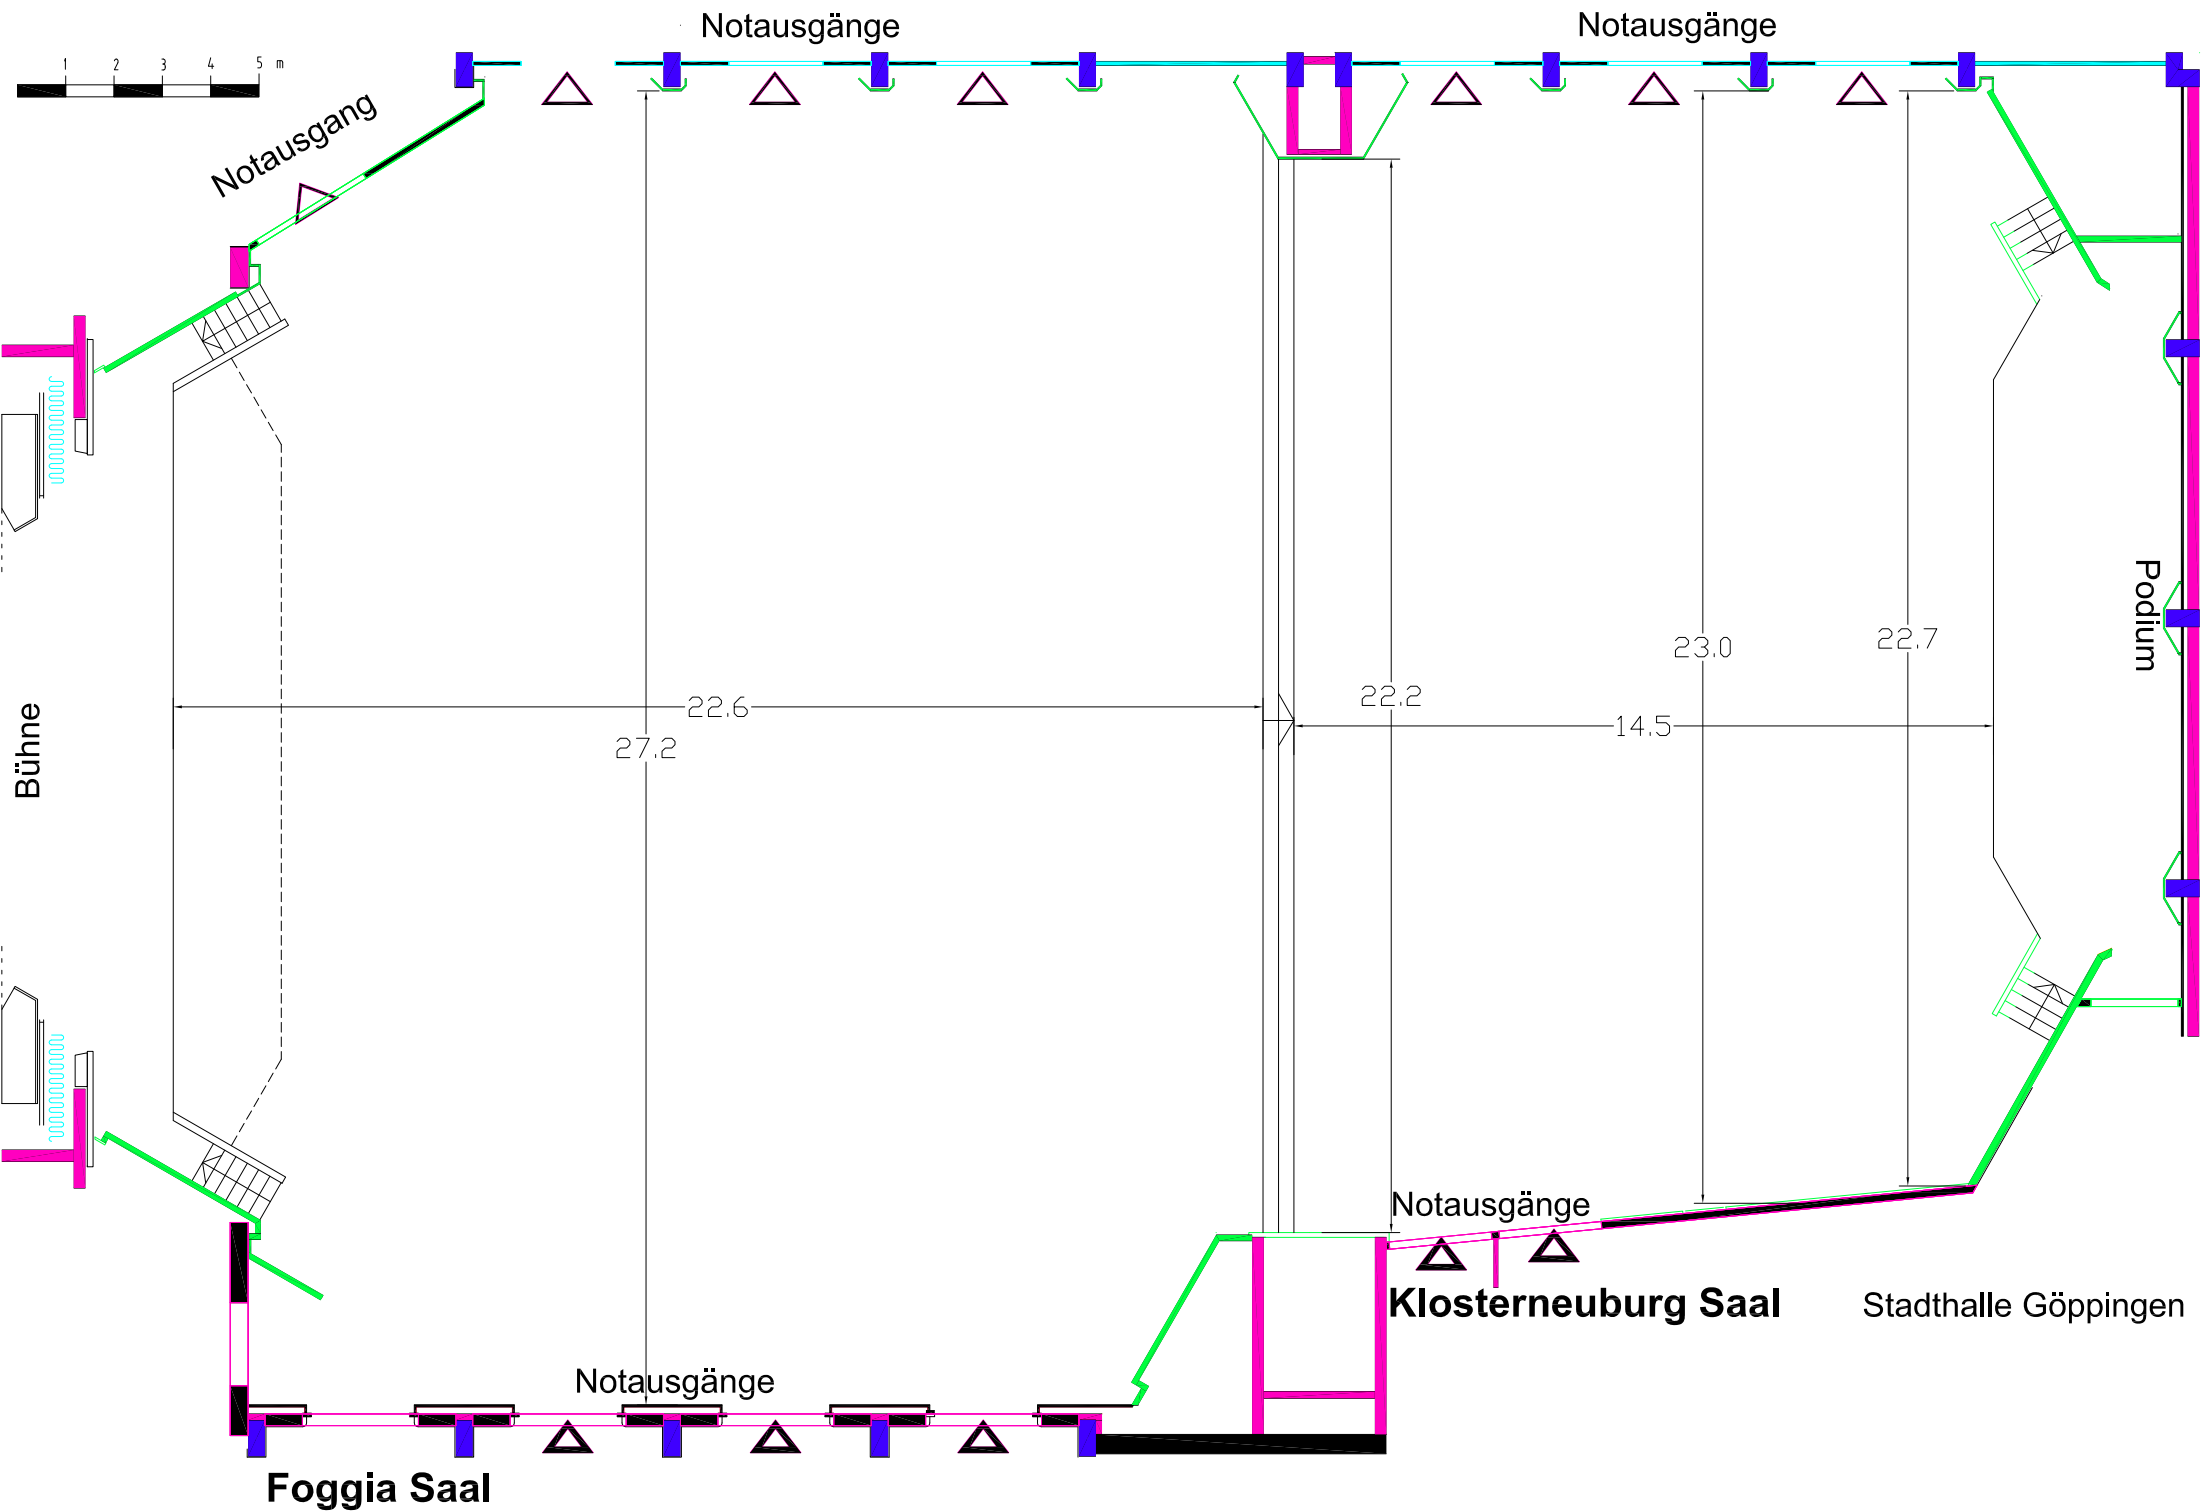 Notausgänge
Notausgänge
1 2 3 4 5 m
Notausgang
Podium
22.7
23.0
22.2
22.6
14.5
27.2
Bühne
Notausgänge
Klosterneuburg Saal
Stadthalle Göppingen
Notausgänge
Foggia Saal